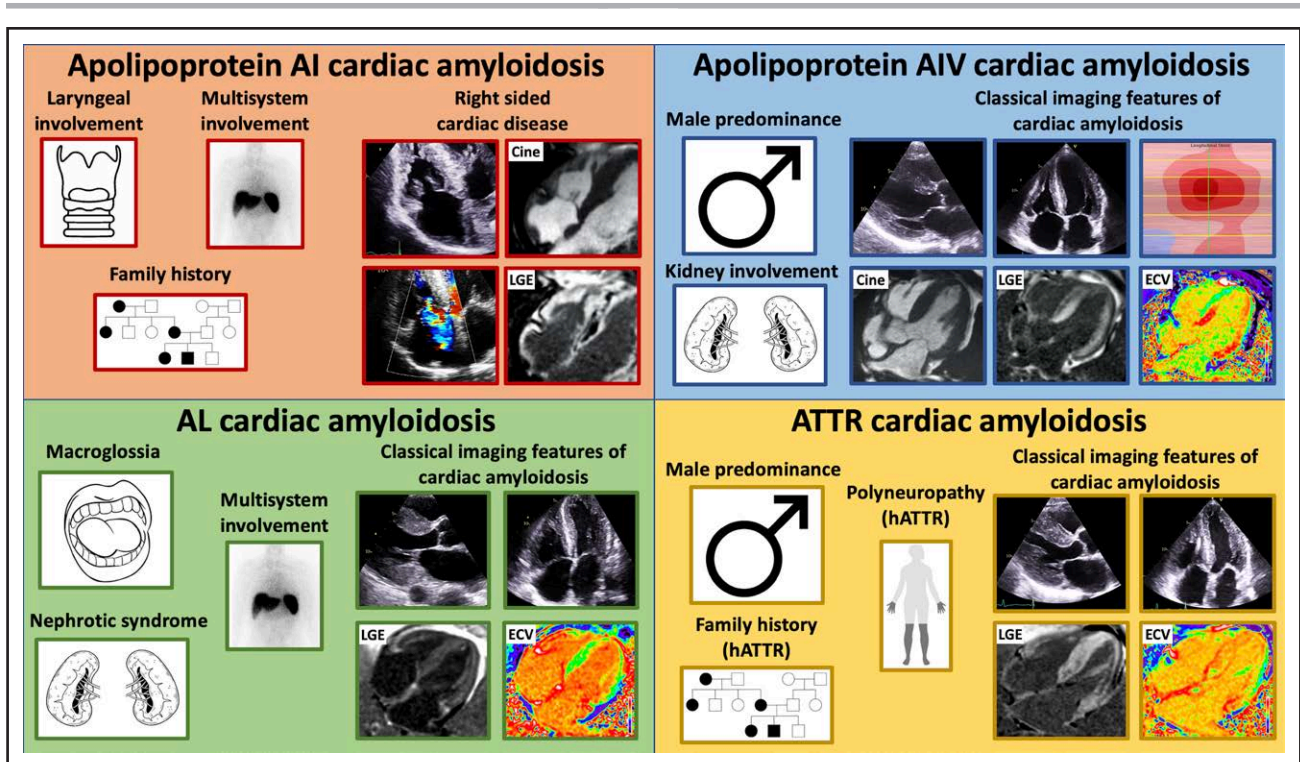 Apolipoprotein AI cardiac amyloidosis
Laryngeal
involvement
Multisystem
involvement
Right sided
cardiac disease
Cine
Family history
LGE
Apolipoprotein AIV cardiac amyloidosis
Male predominance
Classical imaging features of
cardiac amyloidosis
Longitudinal Strain
Kidney involvement
Cine
LGE
ECV
AL cardiac amyloidosis
Macroglossia
Multisystem
involvement
Classical imaging features of
cardiac amyloidosis
Nephrotic syndrome
LGE
ECV
ATTR cardiac amyloidosis
Male predominance
Polyneuropathy
(hATTR)
Classical imaging features of
cardiac amyloidosis
Family history
(hATTR)
LGE
ECV